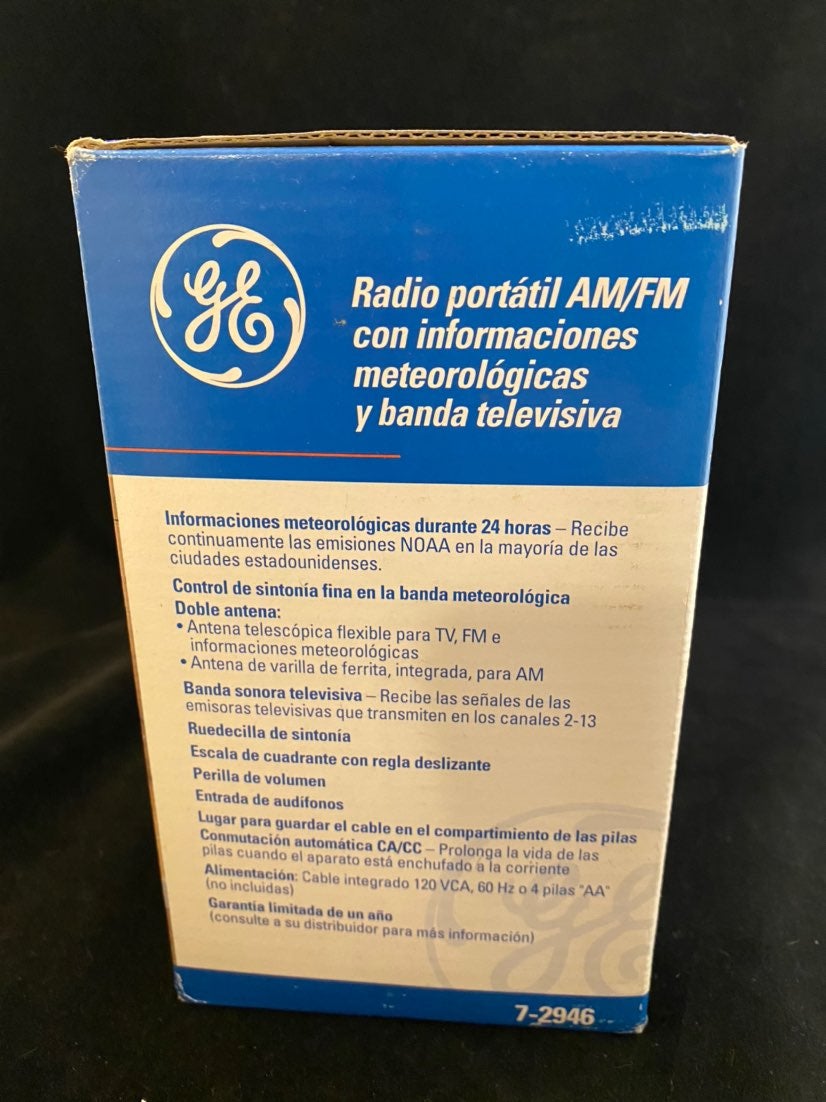 GE
Radio portátil AM/FM
con informaciones
meteorológicas
y banda televisiva
Informaciones meteorológicas durante 24 horas – Recibe
continuamente las emisiones NOAA en la mayoría de las
ciudades estadounidenses.
Control de sintonía fina en la banda meteorológica
Doble antena:
• Antena telescópica flexible para TV, FM e
informaciones meteorológicas
• Antena de varilla de ferrita, integrada, para AM
Banda sonora televisiva – Recibe las señales de las
emisoras televisivas que transmiten en los canales 2-13
Ruedecilla de sintonía
Escala de cuadrante con regla deslizante
Perilla de volumen
Entrada de audífonos
Lugar para guardar el cable en el compartimiento de las pilas
Conmutación automática CA/CC – Prolonga la vida de las
pilas cuando el aparato está enchufado a la corriente
Alimentación: Cable integrado 120 VCA, 60 Hz o 4 pilas "AA"
(no incluidas)
Garantía limitada de un año
(consulte a su distribuidor para más información)
GE
7-2946